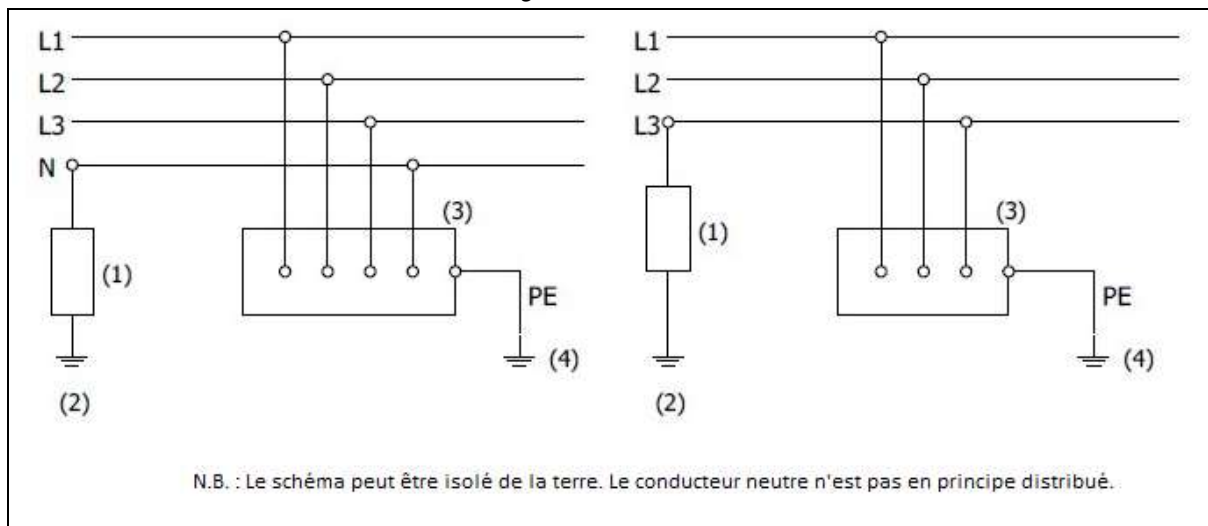 L1
L2
L3
N
(1)
(2)
(3)
PE
(4)
L1
L2
L3
(1)
(2)
(3)
PE
(4)
N.B. : Le schéma peut être isolé de la terre. Le conducteur neutre n'est pas en principe distribué.